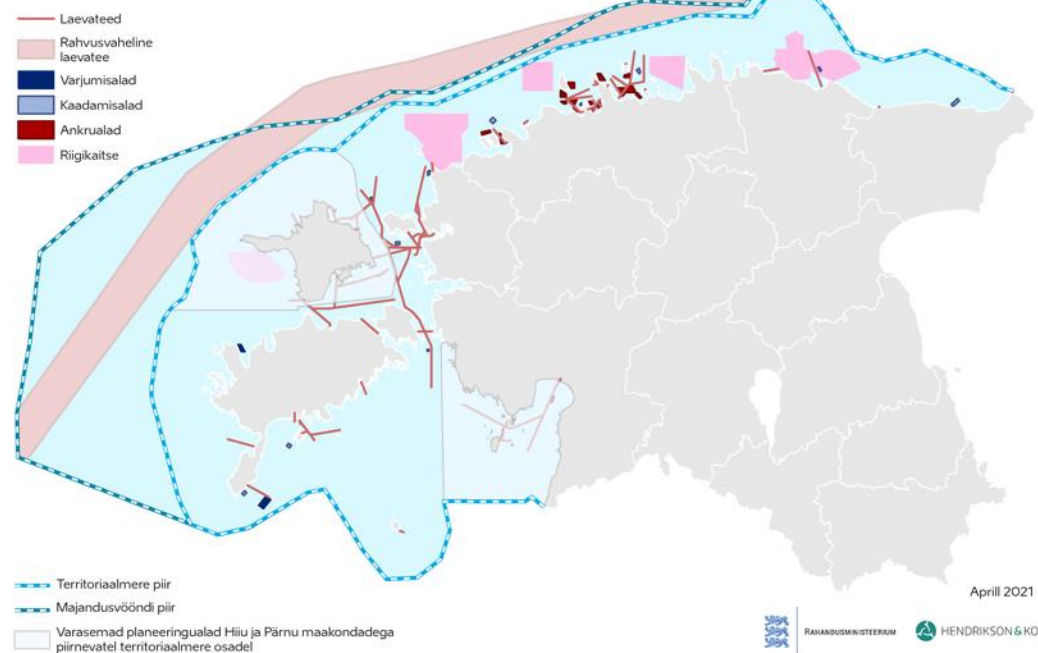 Laevateed
Rahvusvaheline
laevatee
Varjumisalad
Kaadamisalad
Ankrualad
Riigikaitse
Territoriaalmere piir
Majandusvööndi piir
Varasemad planeeringualad Hiiu ja Pärnu maakondadega
piirnevatel territoriaalmere osadel
Aprill 2021
RAHANDUSMINISTEERIUM
HENDRIKSON & KO